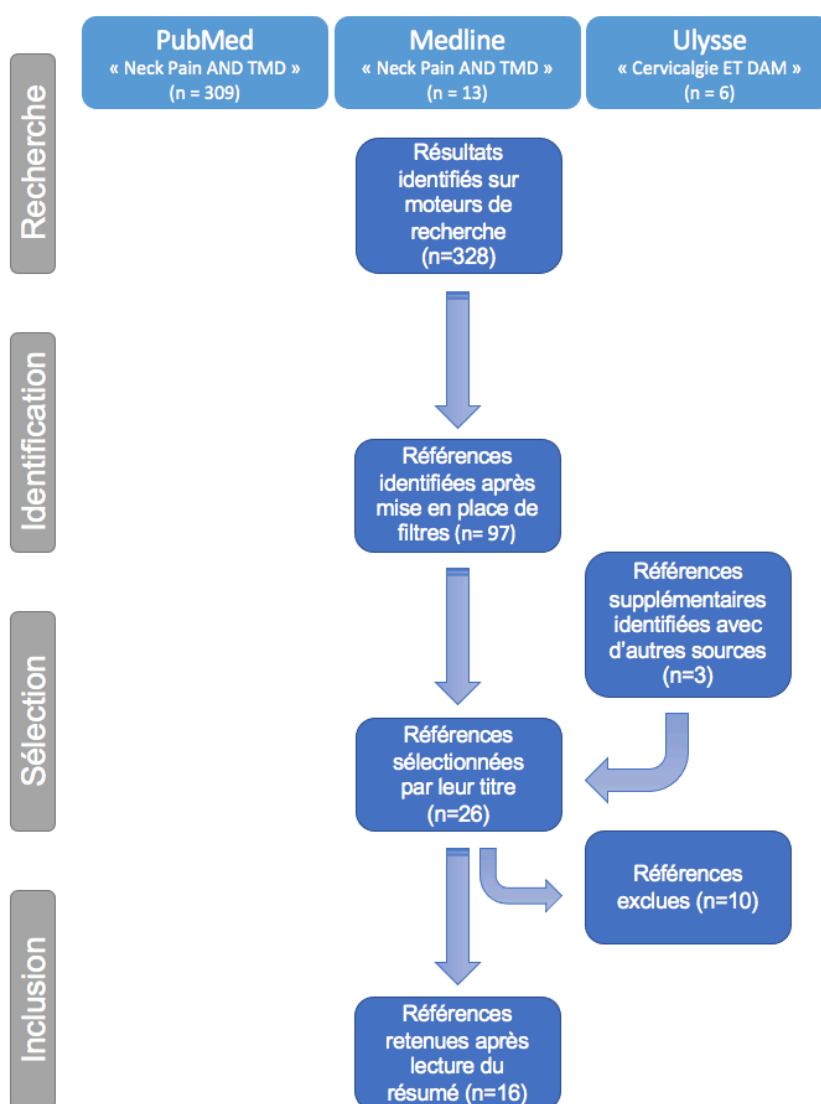 PubMed
« Neck Pain AND TMD »
(n = 309)
Medline
« Neck Pain AND TMD »
(n = 13)
Ulysse
« Cervicalgie ET DAM »
(n = 6)
Recherche
Résultats
identifiés sur
moteurs de
recherche
(n=328)
Identification
Références
identifiées après
mise en place de
filtres (n= 97)
Références
supplémentaires
identifiées avec
d'autres sources
(n=3)
Sélection
Références
sélectionnées
par leur titre
(n=26)
Références
exclues (n=10)
Inclusion
Références
retenues après
lecture du
résumé (n=16)